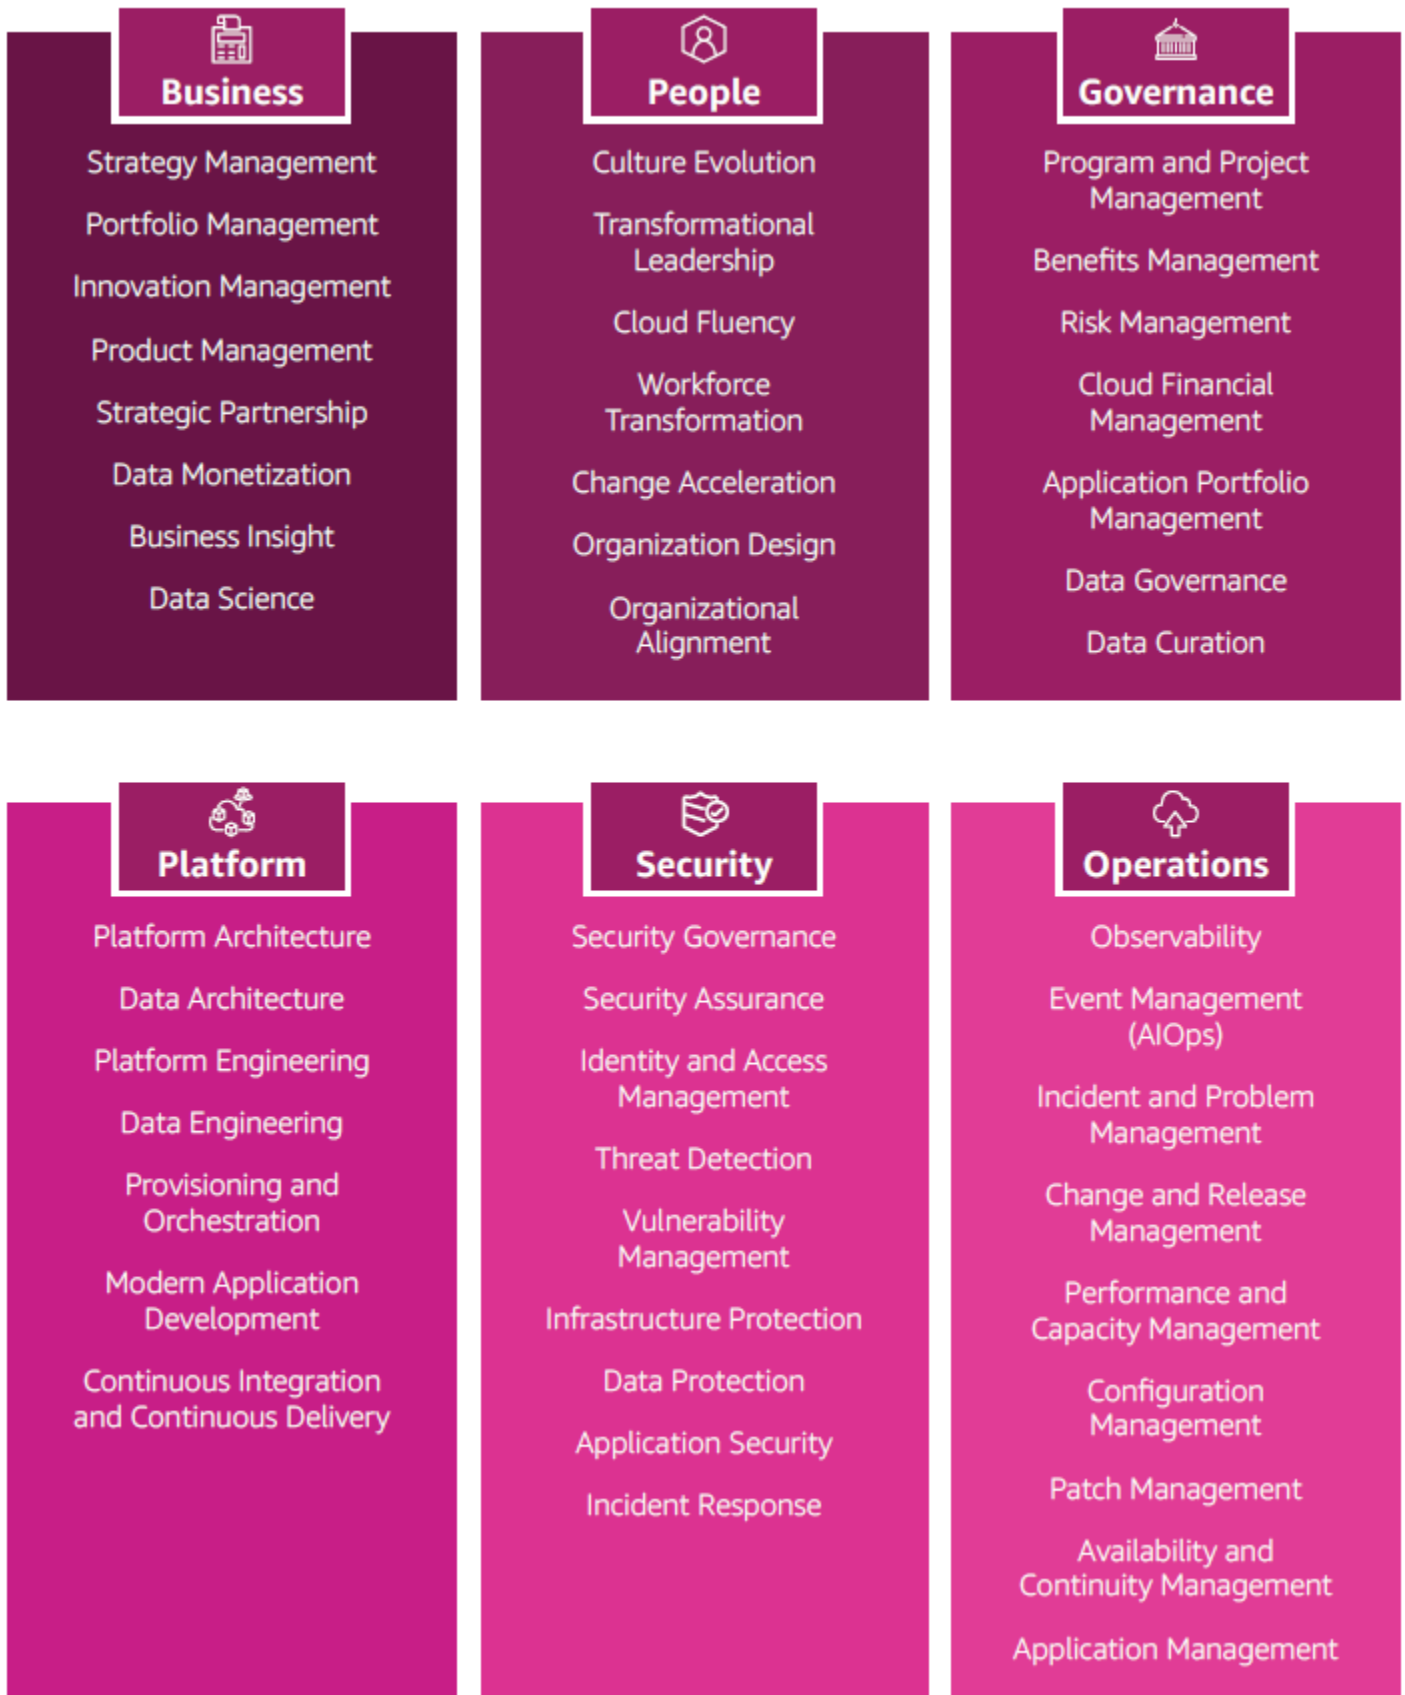 Business
Strategy Management
Portfolio Management
Innovation Management
Product Management
Strategic Partnership
Data Monetization
Business Insight
Data Science
People
Culture Evolution
Transformational
Leadership
Cloud Fluency
Workforce
Transformation
Change Acceleration
Organization Design
Organizational
Alignment
Governance
Program and Project
Management
Benefits Management
Risk Management
Cloud Financial
Management
Application Portfolio
Management
Data Governance
Data Curation
Platform
Platform Architecture
Data Architecture
Platform Engineering
Data Engineering
Provisioning and
Orchestration
Modern Application
Development
Continuous Integration
and Continuous Delivery
Security
Security Governance
Security Assurance
Identity and Access
Management
Threat Detection
Vulnerability
Management
Infrastructure Protection
Data Protection
Application Security
Incident Response
Operations
Observability
Event Management
(AIOps)
Incident and Problem
Management
Change and Release
Management
Performance and
Capacity Management
Configuration
Management
Patch Management
Availability and
Continuity Management
Application Management